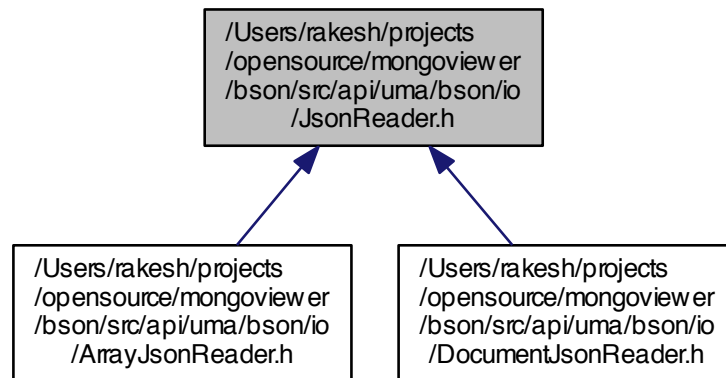 /Users/rakesh/projects
/opensource/mongoviewer
/bson/src/api/uma/bson/io
/JsonReader.h
/Users/rakesh/projects
/opensource/mongoviewer
/bson/src/api/uma/bson/io
/ArrayJsonReader.h
/Users/rakesh/projects
/opensource/mongoviewer
/bson/src/api/uma/bson/io
/DocumentJsonReader.h